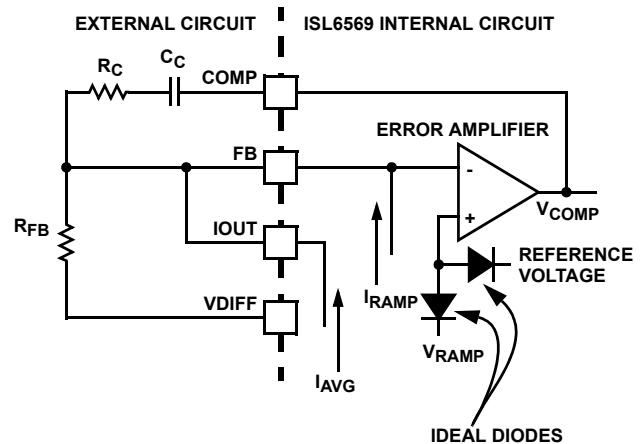 EXTERNAL CIRCUIT
ISL6569 INTERNAL CIRCUIT
RC
CC
COMP
ERROR AMPLIFIER
FB
-
+
VCOMP
RFB
IOUT
REFERENCE
VOLTAGE
IRAMP
VDIFF
VRAMP
IAVG
IDEAL DIODES